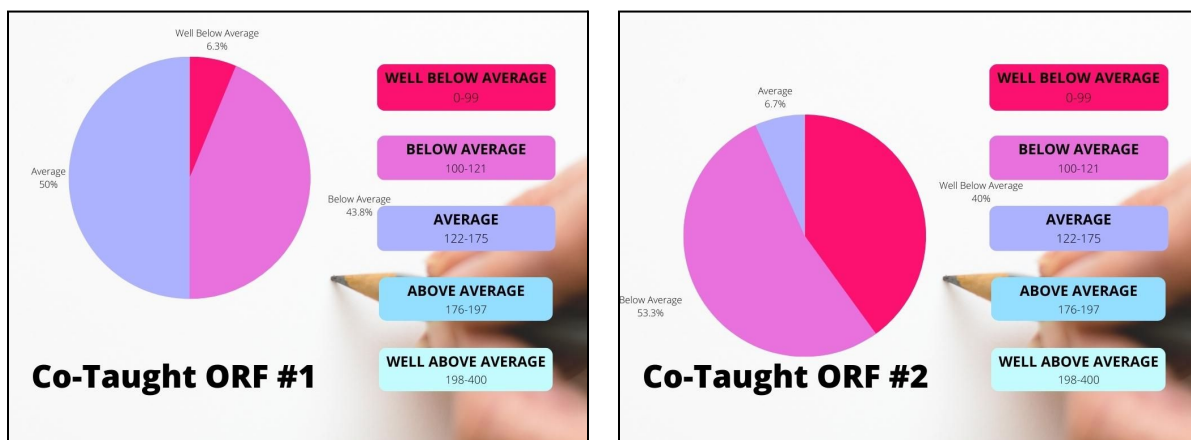 Well Below Average
6.3%
Average
50%
Below Average
43.8%
WELL BELOW AVERAGE
0-99
BELOW AVERAGE
100-121
AVERAGE
122-175
ABOVE AVERAGE
176-197
WELL ABOVE AVERAGE
198-400
Co-Taught ORF #1
Average
6.7%
Well Below Average
40%
Below Average
53.3%
WELL BELOW AVERAGE
0-99
BELOW AVERAGE
100-121
AVERAGE
122-175
ABOVE AVERAGE
176-197
WELL ABOVE AVERAGE
198-400
Co-Taught ORF #2